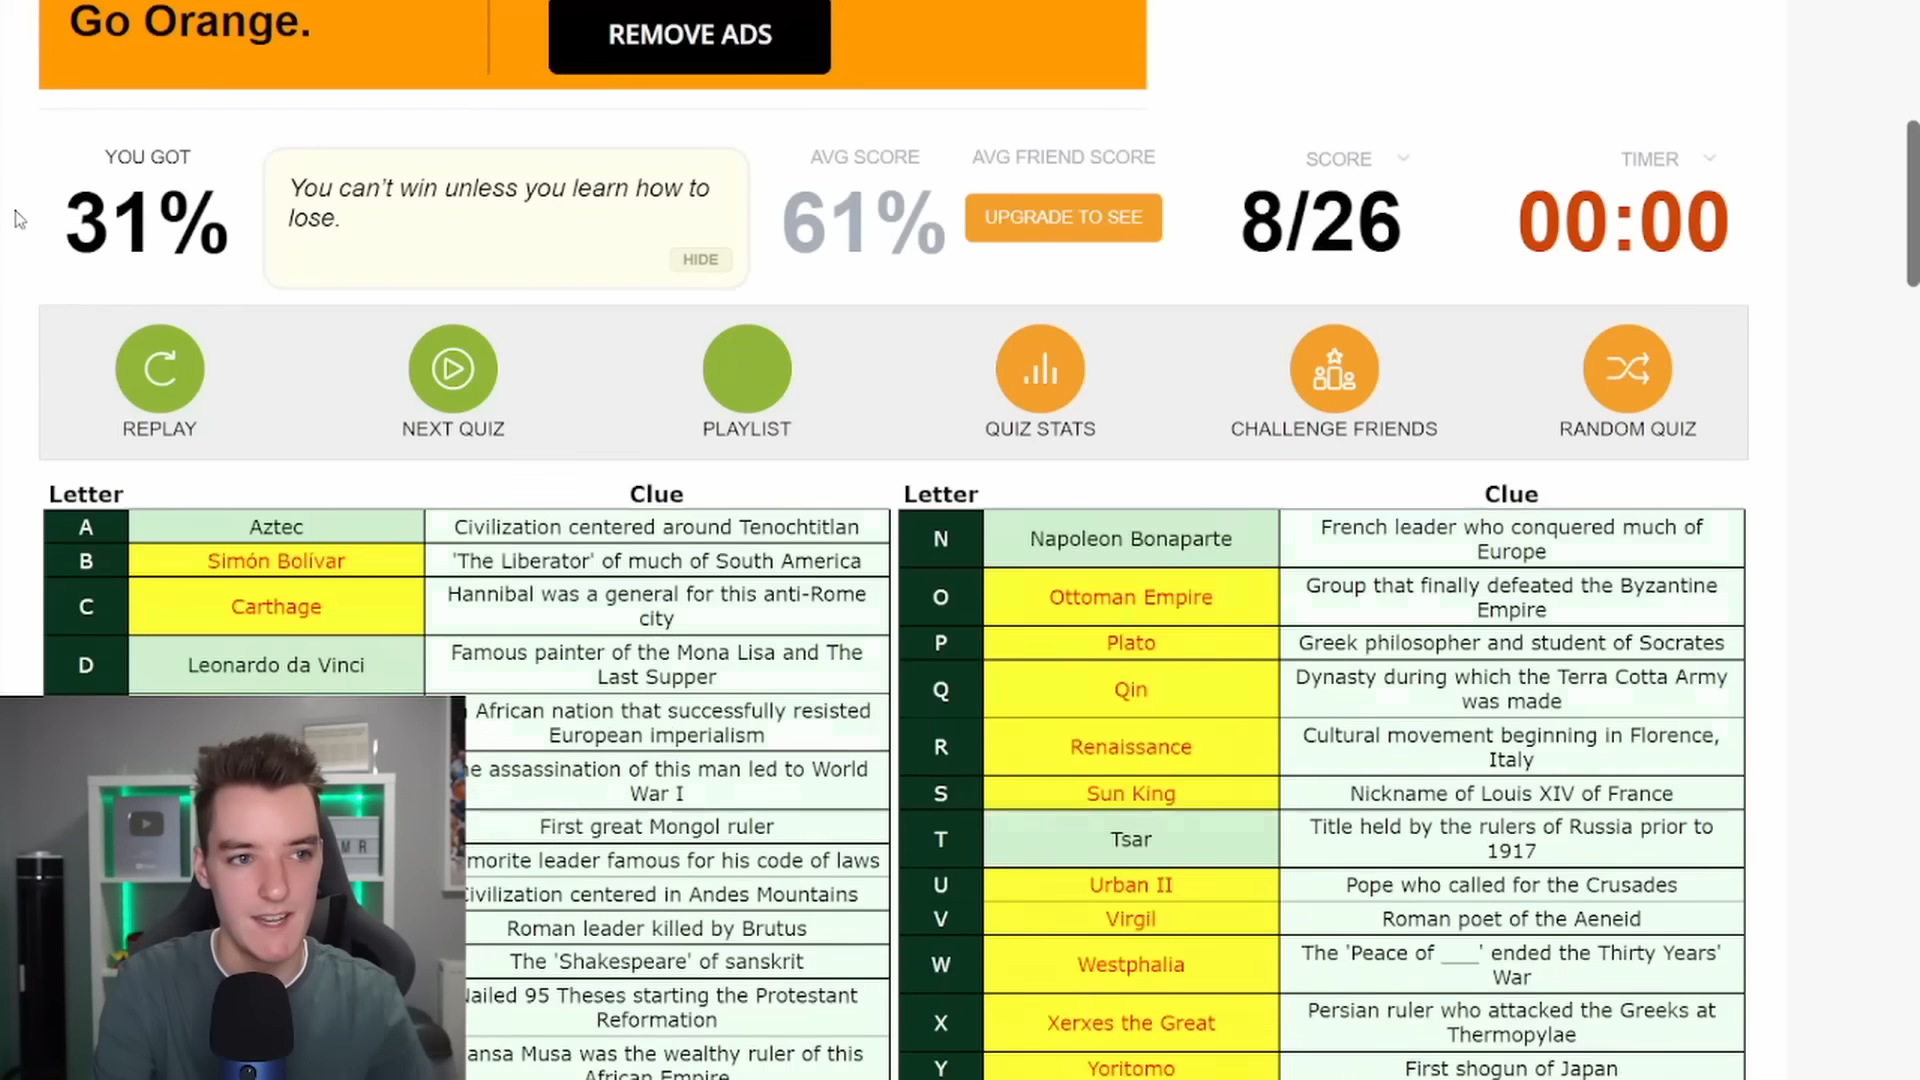 Go Orange.
REMOVE ADS
YOU GOT
31%
You can't win unless you learn how to
lose.
HIDE
AVG SCORE
61%
AVG FRIEND SCORE
UPGRADE TO SEE
SCORE
8/26
TIMER
00:00
REPLAY
NEXT QUIZ
PLAYLIST
QUIZ STATS
CHALLENGE FRIENDS
RANDOM QUIZ
Letter Clue
A Aztec Civilization centered around Tenochtitlan
B Simón Bolívar 'The Liberator' of much of South America
C Carthage Hannibal was a general for this anti-Rome
city
D Leonardo da Vinci Famous painter of the Mona Lisa and The
Last Supper
African nation that successfully resisted
European imperialism
assassination of this man led to World
War I
First great Mongol ruler
leader famous for his code of laws
Civilization centered in Andes Mountains
Roman leader killed by Brutus
The 'Shakespeare' of sanskrit
Nailed 95 Theses starting the Protestant
Reformation
Musa was the wealthy ruler of this
African Empire
Letter Clue
N Napoleon Bonaparte French leader who conquered much of
Europe
O Ottoman Empire Group that finally defeated the Byzantine
Empire
P Plato Greek philosopher and student of Socrates
Q Qin Dynasty during which the Terra Cotta Army
was made
R Renaissance Cultural movement beginning in Florence,
Italy
S Sun King Nickname of Louis XIV of France
T Tsar Title held by the rulers of Russia prior to
1917
U Urban II Pope who called for the Crusades
V Virgil Roman poet of the Aeneid
W Westphalia The 'Peace of ____' ended the Thirty Years'
War
X Xerxes the Great Persian ruler who attacked the Greeks at
Thermopylae
Y Yoritomo First shogun of Japan
M R